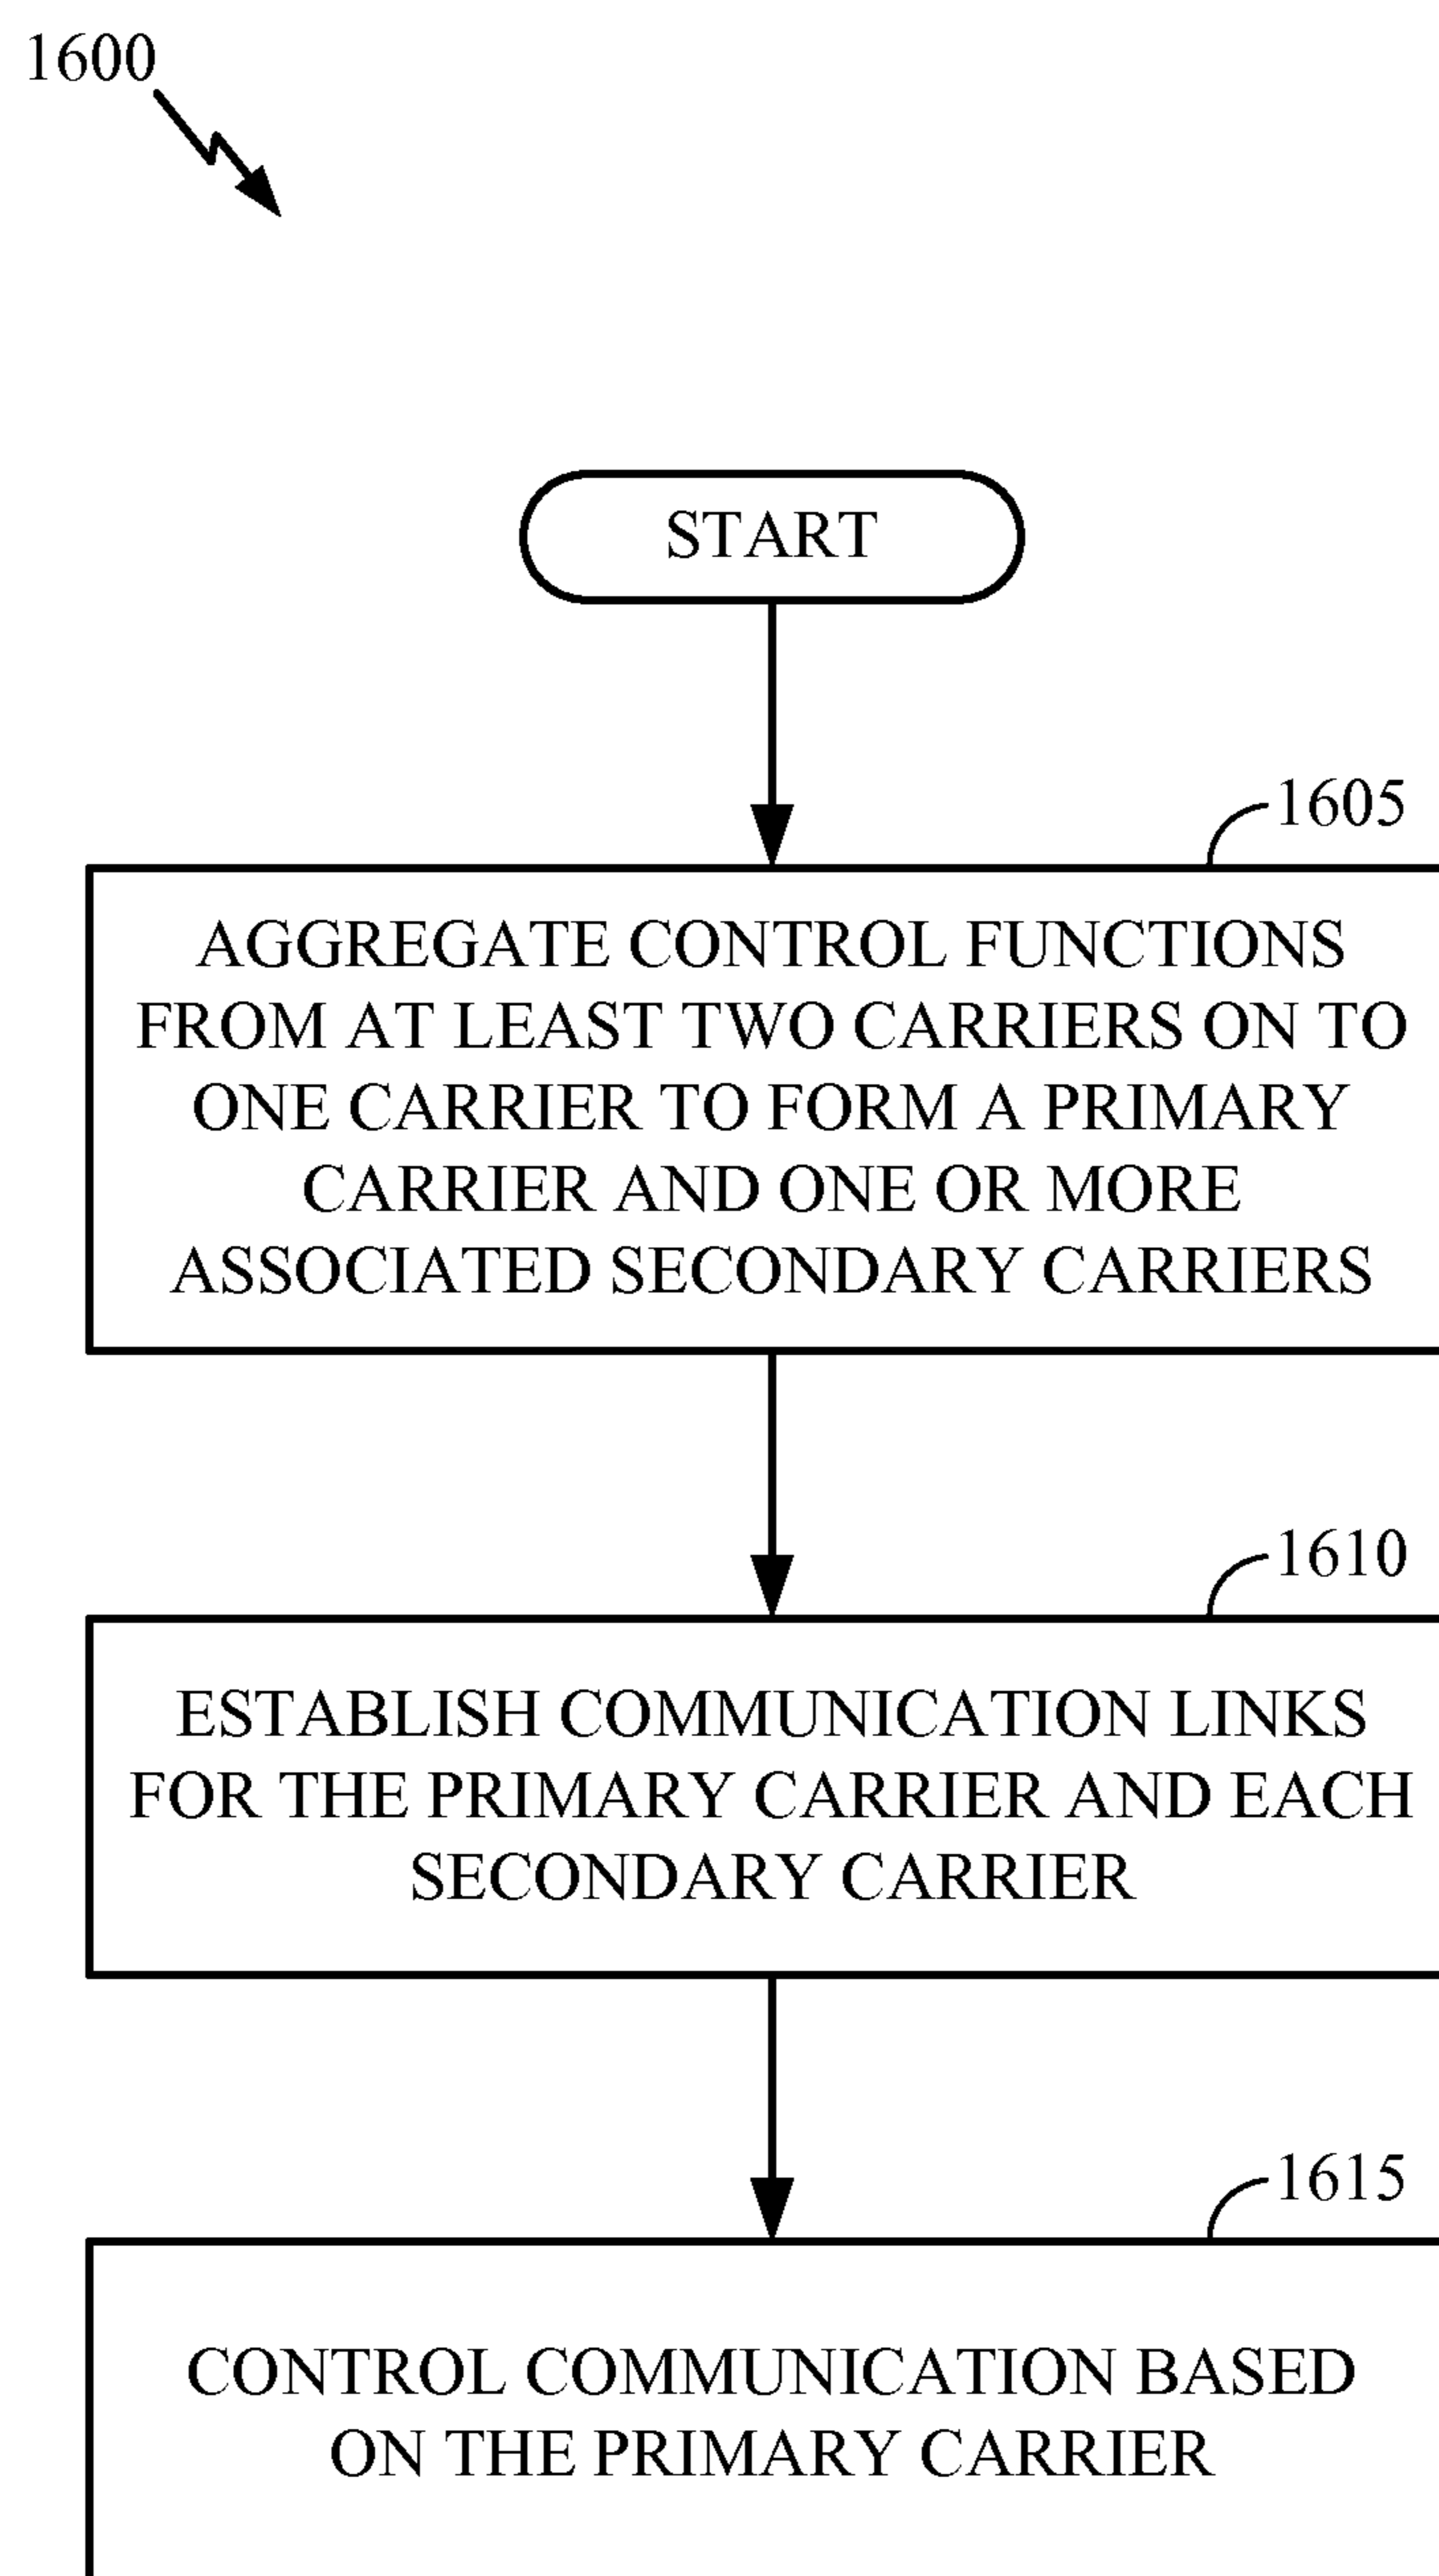 1600
START
1605
AGGREGATE CONTROL FUNCTIONS
FROM AT LEAST TWO CARRIERS ON TO
ONE CARRIER TO FORM A PRIMARY
CARRIER AND ONE OR MORE
ASSOCIATED SECONDARY CARRIERS
1610
ESTABLISH COMMUNICATION LINKS
FOR THE PRIMARY CARRIER AND EACH
SECONDARY CARRIER
1615
CONTROL COMMUNICATION BASED
ON THE PRIMARY CARRIER